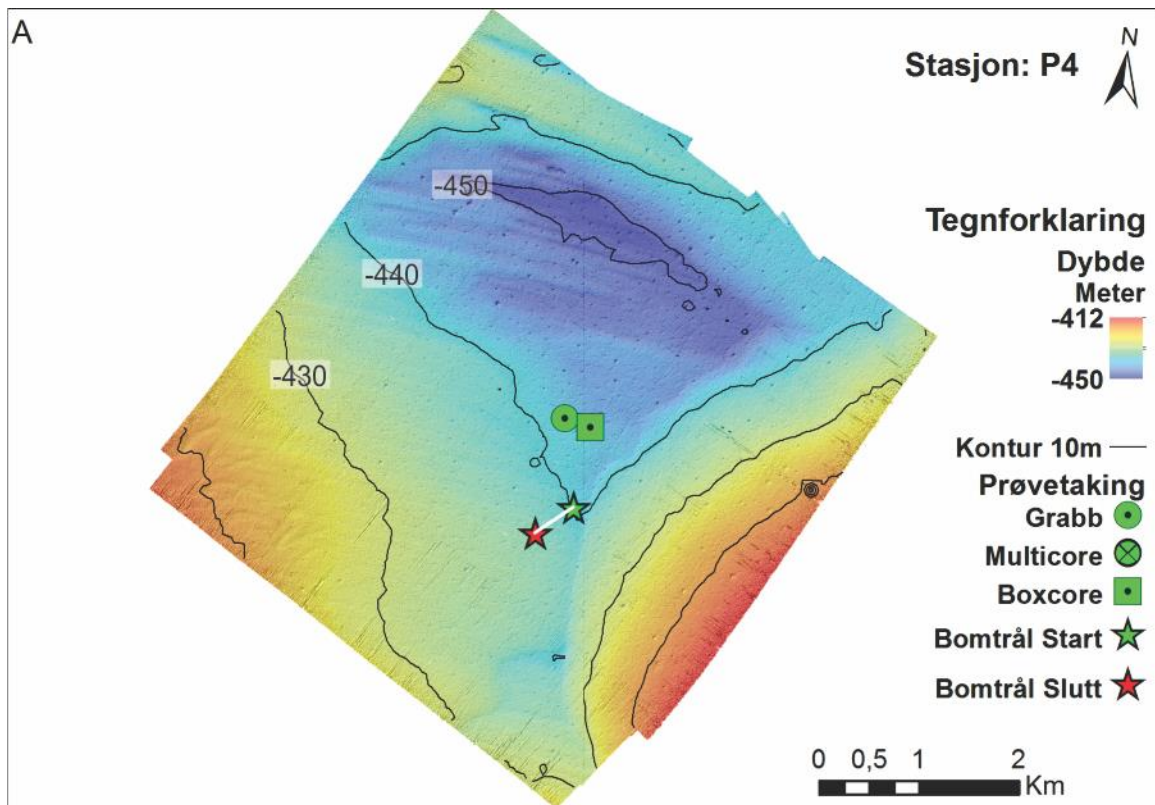 A
N
Stasjon: P4
-450
-440
-430
Tegnforklaring
Dybde
Meter
-412
-450
Kontur 10m
Prøvetaking
Grabb
Multicore
Boxcore
Bomtrål Start
Bomtrål Slutt
0 0,5 1 2
Km